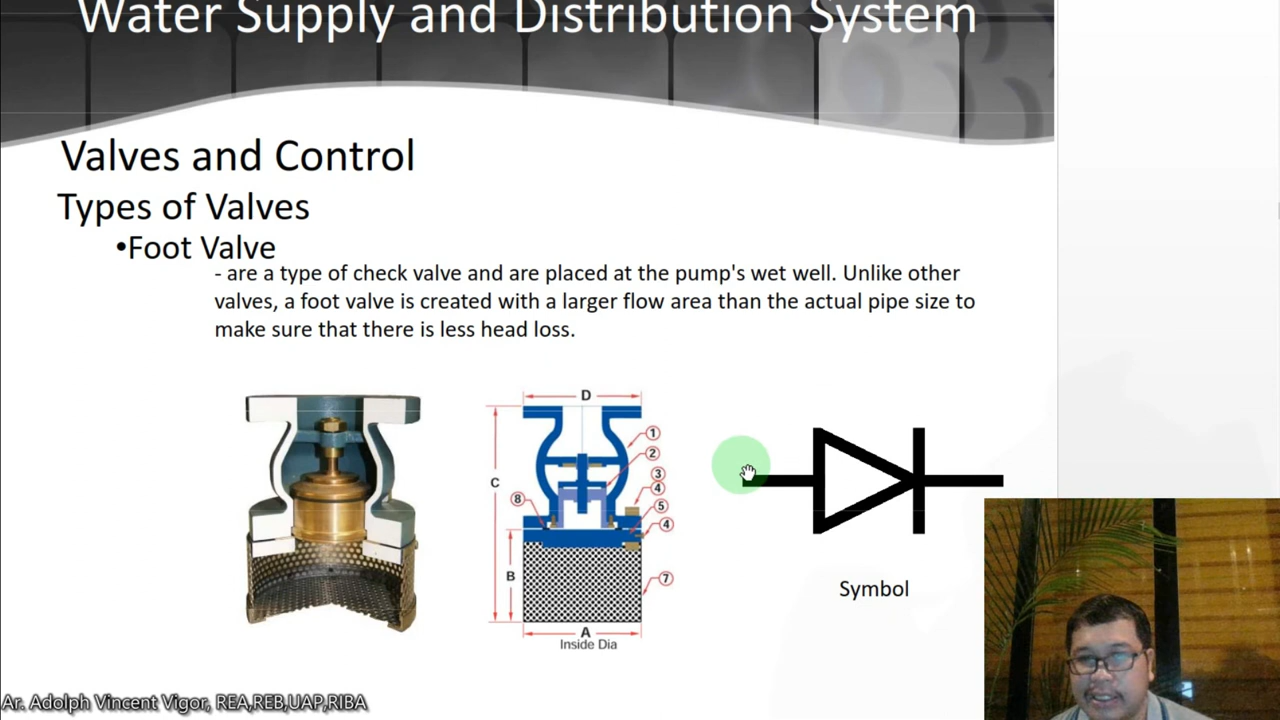 Water Supply and Distribution System
Valves and Control
Types of Valves
•Foot Valve
- are a type of check valve and are placed at the pump's wet well. Unlike other
valves, a foot valve is created with a larger flow area than the actual pipe size to
make sure that there is less head loss.
D
1
2
C
3
4
8
5
4
B
7
A
Inside Dia
Symbol
Ar. Adolph Vincent Vigor, REA,REB,UAP,RIBA